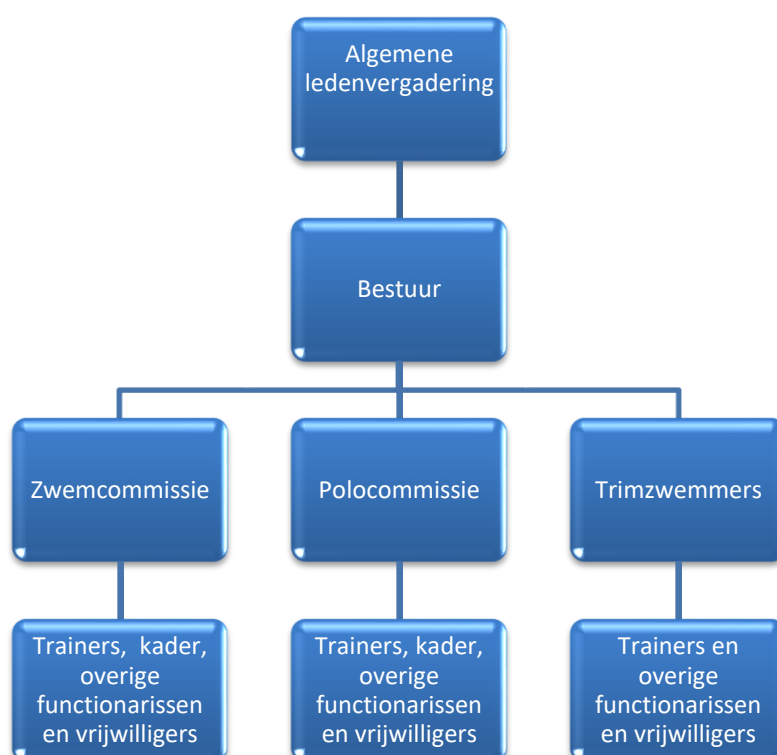 Algemene
ledenvergadering
Bestuur
Zwemcommissie
Polocommissie
Trimzwemmers
Trainers, kader,
overige
functionarissen
en vrijwilligers
Trainers, kader,
overige
functionarissen
en vrijwilligers
Trainers en
overige
functionarissen
en vrijwilligers